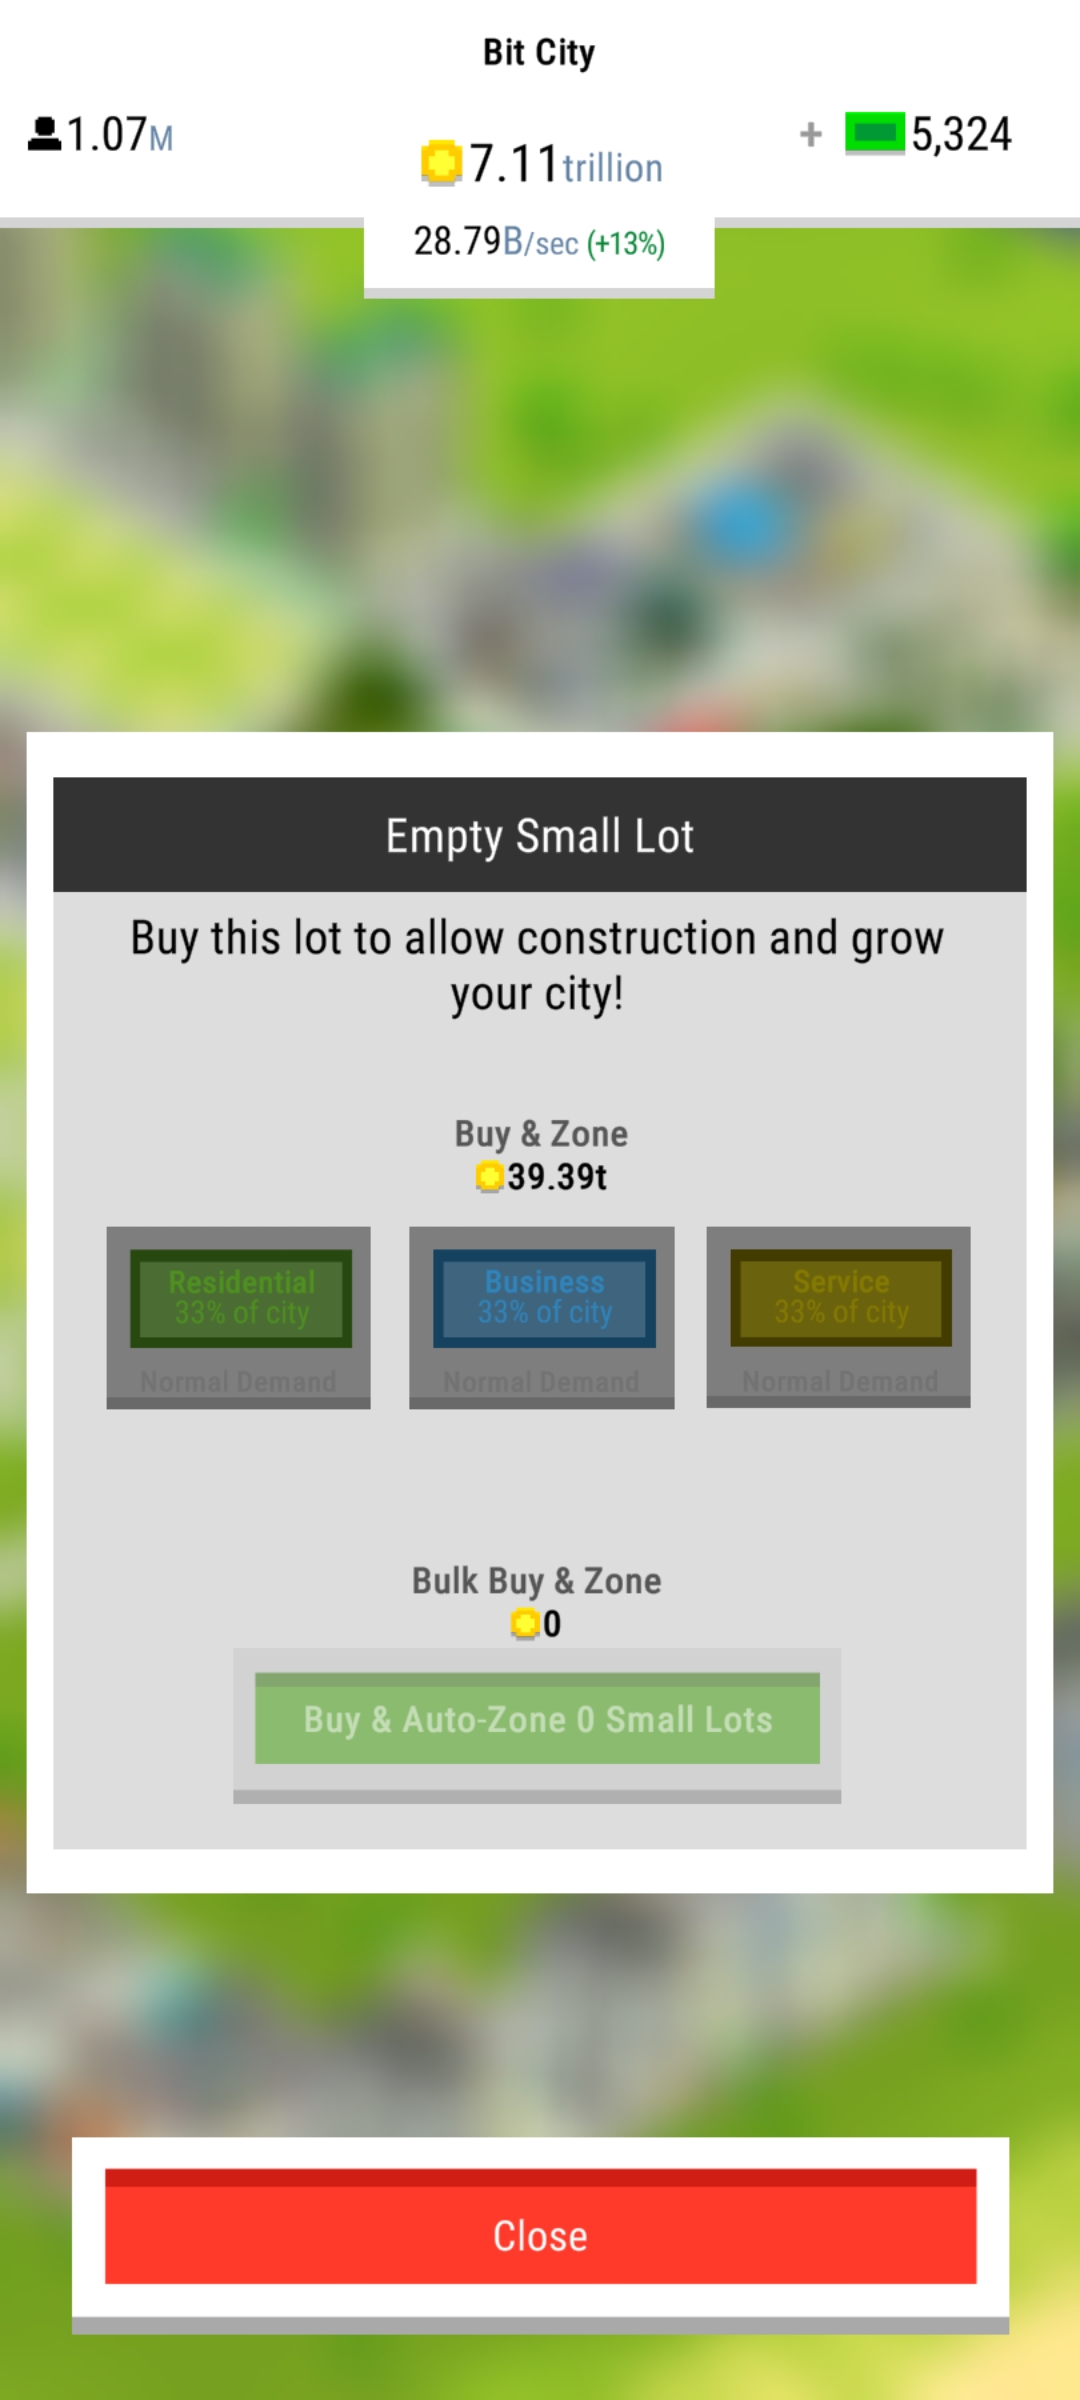 Bit City
1.07M
7.11trillion
+ 5,324
28.79B/sec (+13%)
Empty Small Lot
Buy this lot to allow construction and grow
your city!
Buy & Zone
39.39t
Residential
33% of city
Normal Demand
Business
33% of city
Normal Demand
Service
33% of city
Normal Demand
Bulk Buy & Zone
0
Buy & Auto-Zone 0 Small Lots
Close